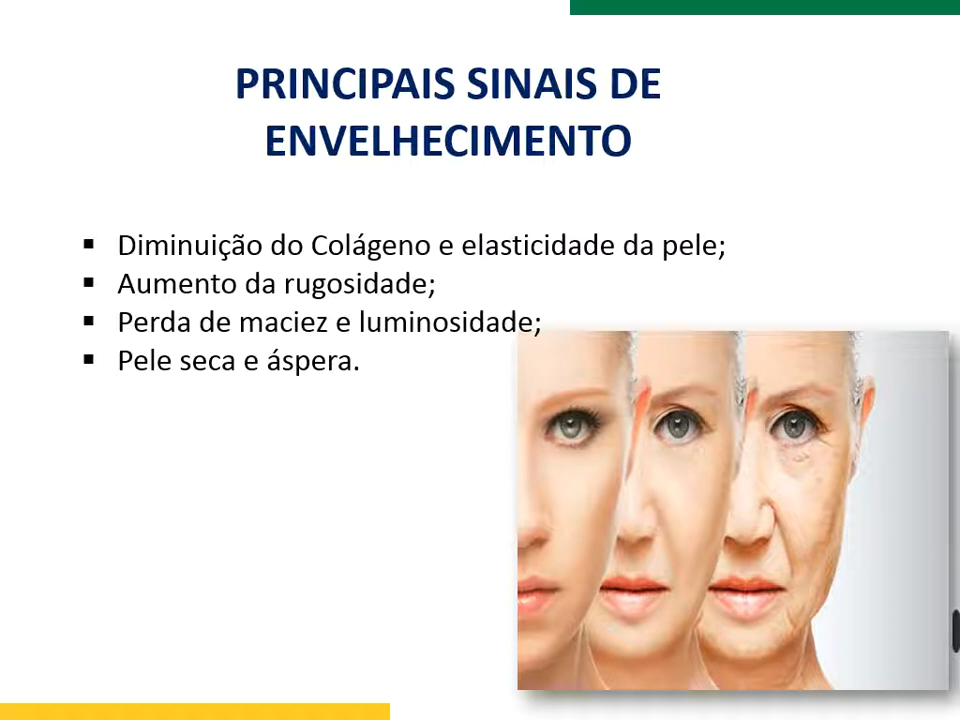 PRINCIPAIS SINAIS DE
ENVELHECIMENTO
▪ Diminuição do Colágeno e elasticidade da pele;
▪ Aumento da rugosidade;
▪ Perda de maciez e luminosidade;
▪ Pele seca e áspera.